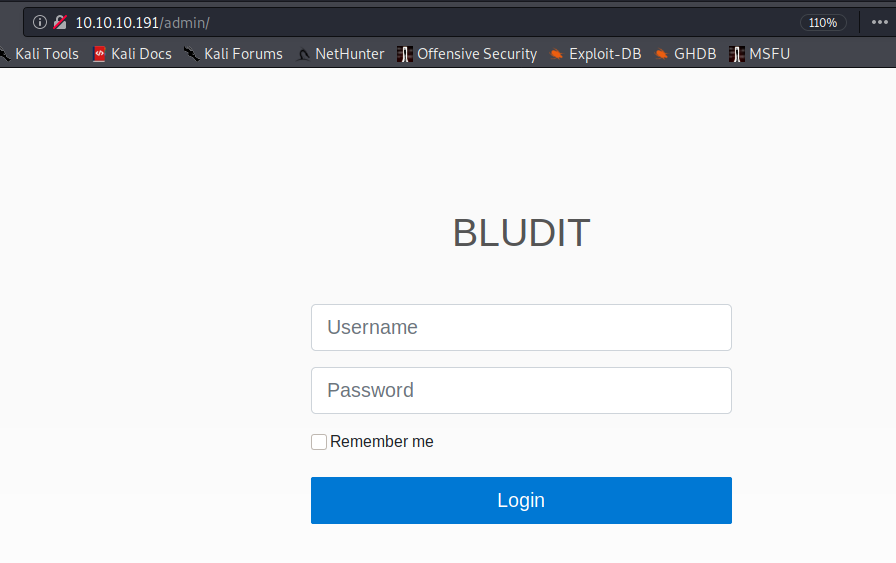 10.10.10.191/admin/ 110%
Kali Tools Kali Docs Kali Forums NetHunter Offensive Security Exploit-DB GHDB MSFU
BLUDIT
Username
Password
Remember me
Login